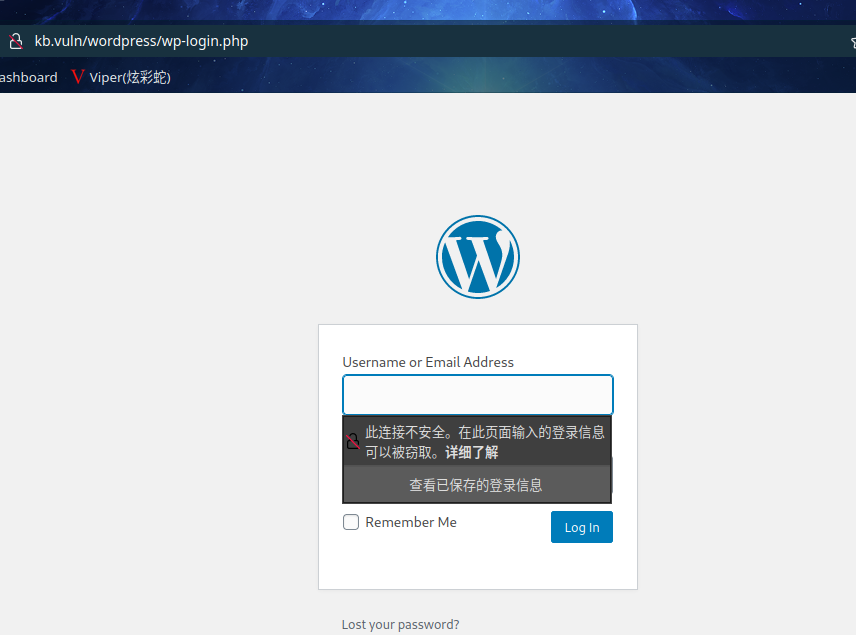 kb.vuln/wordpress/wp-login.php
ashboard Viper(炫彩蛇)
Username or Email Address
此连接不安全。在此页面输入的登录信息
可以被窃取。详细了解
查看已保存的登录信息
Remember Me
Log In
Lost your password?